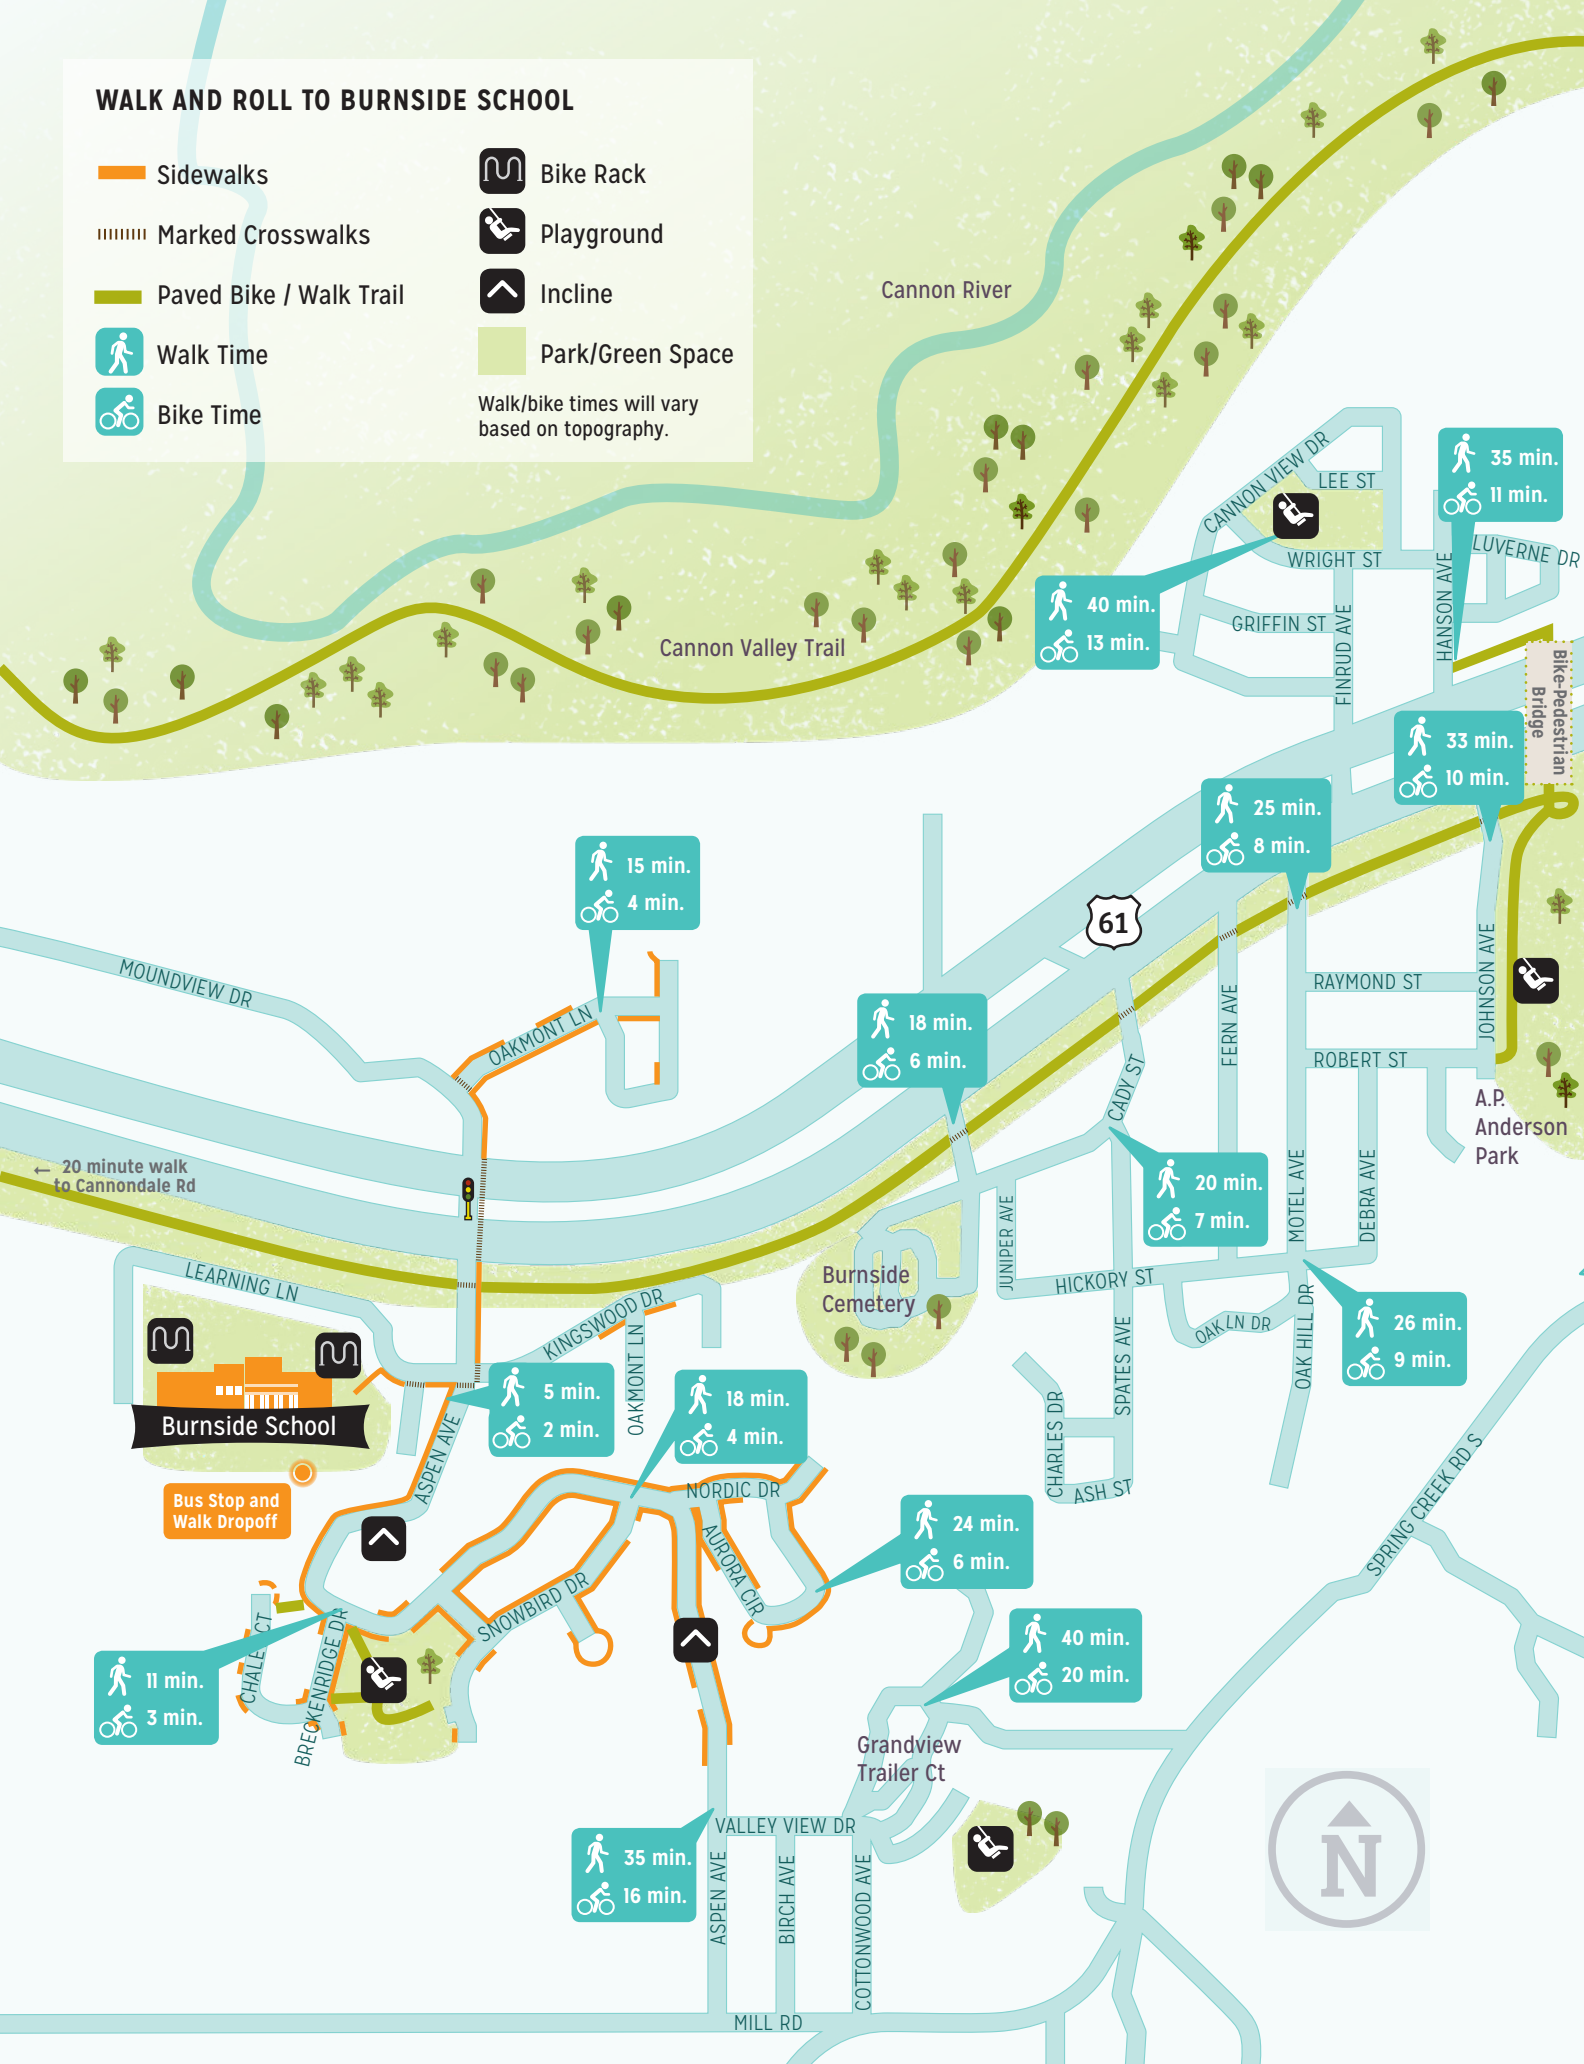 WALK AND ROLL TO BURNSIDE SCHOOL
Sidewalks
Marked Crosswalks
Paved Bike / Walk Trail
Walk Time
Bike Time
Bike Rack
Playground
Incline
Park/Green Space
Walk/bike times will vary
based on topography.
Cannon River
Cannon Valley Trail
CANNON VIEW DR
LEE ST
WRIGHT ST
GRIFFIN ST
FINRUD AVE
HANSON AVE
LUVERNE DR
35 min.
11 min.
40 min.
13 min.
Bike-Pedestrian
Bridge
33 min.
10 min.
25 min.
8 min.
15 min.
4 min.
61
MOUNDVIEW DR
OAKMONT LN
18 min.
6 min.
CADY ST
FERN AVE
RAYMOND ST
JOHNSON AVE
ROBERT ST
A.P.
Anderson
Park
← 20 minute walk
to Cannondale Rd
20 min.
7 min.
MOTEL AVE
DEBRA AVE
JUNIPER AVE
HICKORY ST
Burnside
Cemetery
LEARNING LN
KINGSWOOD DR
OAKMONT LN
OAK LN DR
OAK HILL DR
26 min.
9 min.
SPATES AVE
CHARLES DR
ASH ST
Burnside School
5 min.
2 min.
18 min.
4 min.
ASPEN AVE
Bus Stop and
Walk Dropoff
NORDIC DR
AURORA CIR
SNOWBIRD DR
24 min.
6 min.
SPRING CREEK RD S
CHALET CT
BRECKENRIDGE DR
11 min.
3 min.
40 min.
20 min.
Grandview
Trailer Ct
VALLEY VIEW DR
35 min.
16 min.
ASPEN AVE
BIRCH AVE
COTTONWOOD AVE
MILL RD
N